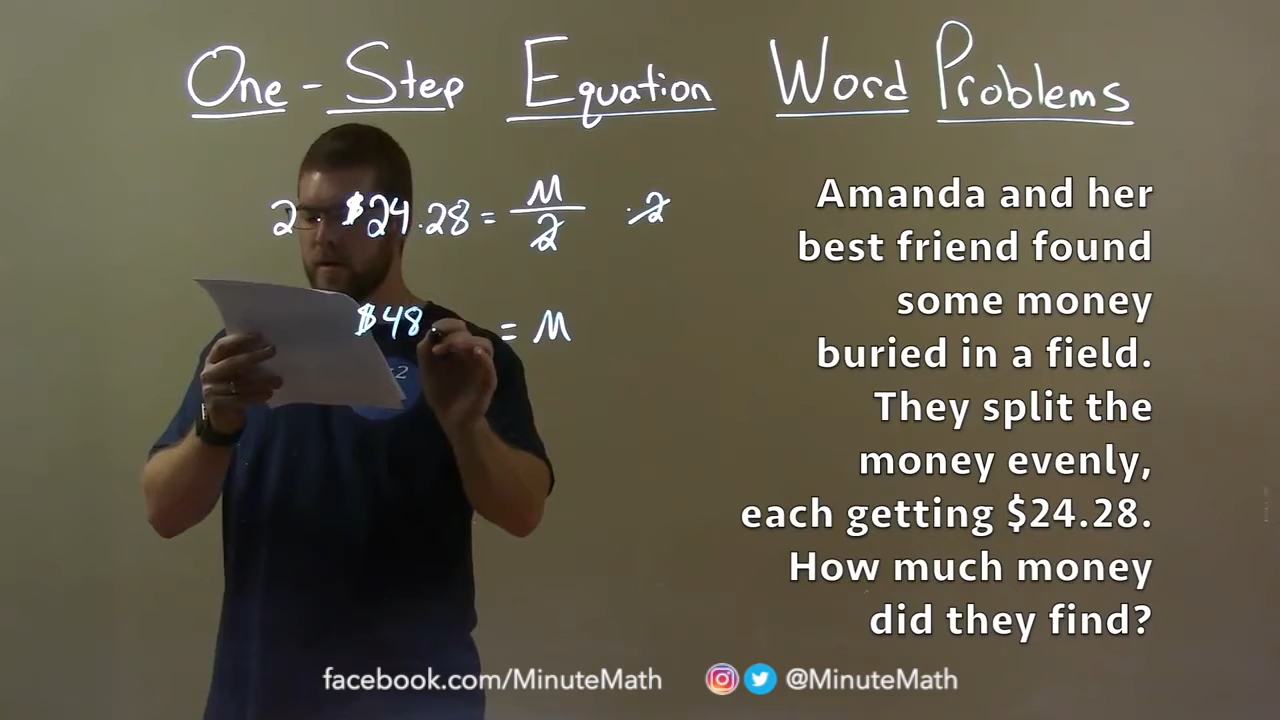 One-Step Equation Word Problems
2 $24.28 = M/2 · 2
$48 = M
Amanda and her
best friend found
some money
buried in a field.
They split the
money evenly,
each getting $24.28.
How much money
did they find?
facebook.com/MinuteMath @MinuteMath